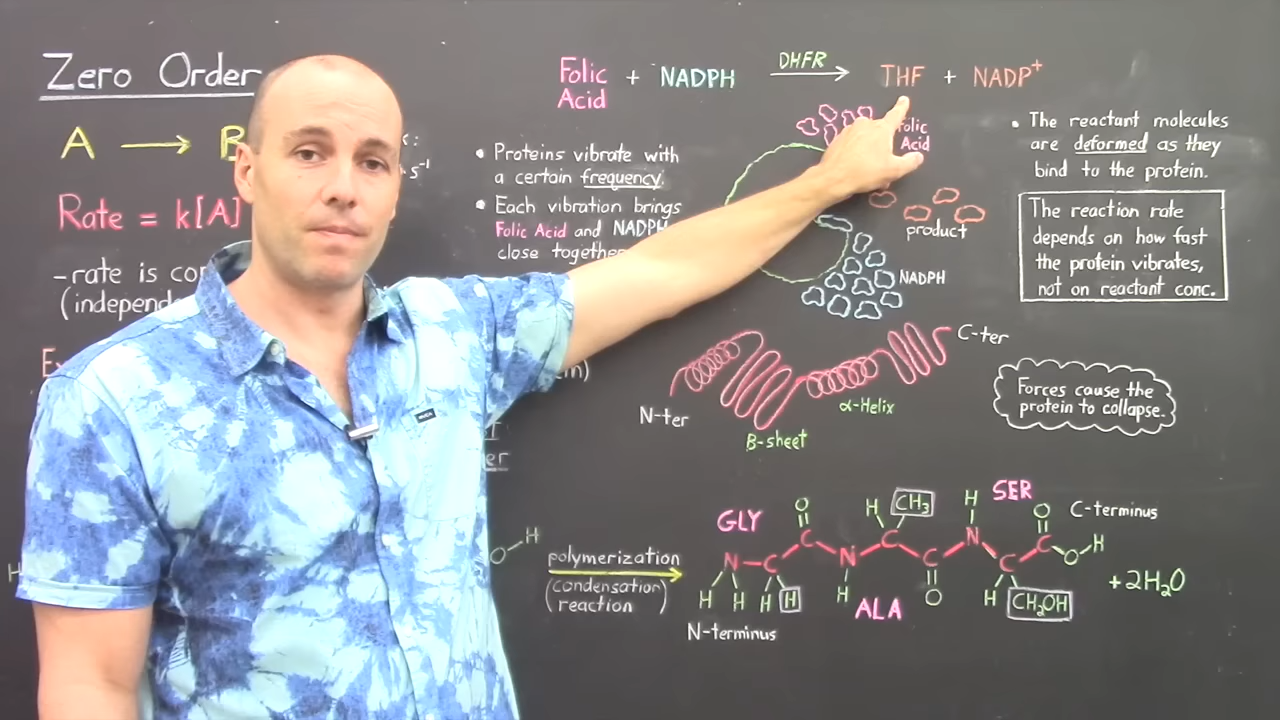 Zero Order
A → B
s⁻¹
Rate = k[A]
- rate is
Folic + NADPH DHFR → THF + NADP⁺
Acid
• Proteins vibrate with
a certain frequency.
• Each vibration brings
Folic Acid and NADPH
close together
Folic
Acid
product
NADPH
• The reactant molecules
are deformed as they
bind to the protein.
The reaction rate
depends on how fast
the protein vibrates,
not on reactant conc.
N-ter
B-sheet
α-Helix
C-ter
Forces cause the
protein to collapse.
H
O-H
polymerization
(condensation
reaction)
GLY
ALA
SER
N-terminus
C-terminus
O H CH₃ H O
N N N O-H
H H H H H O H CH₂OH
+ 2H₂O
RVCA